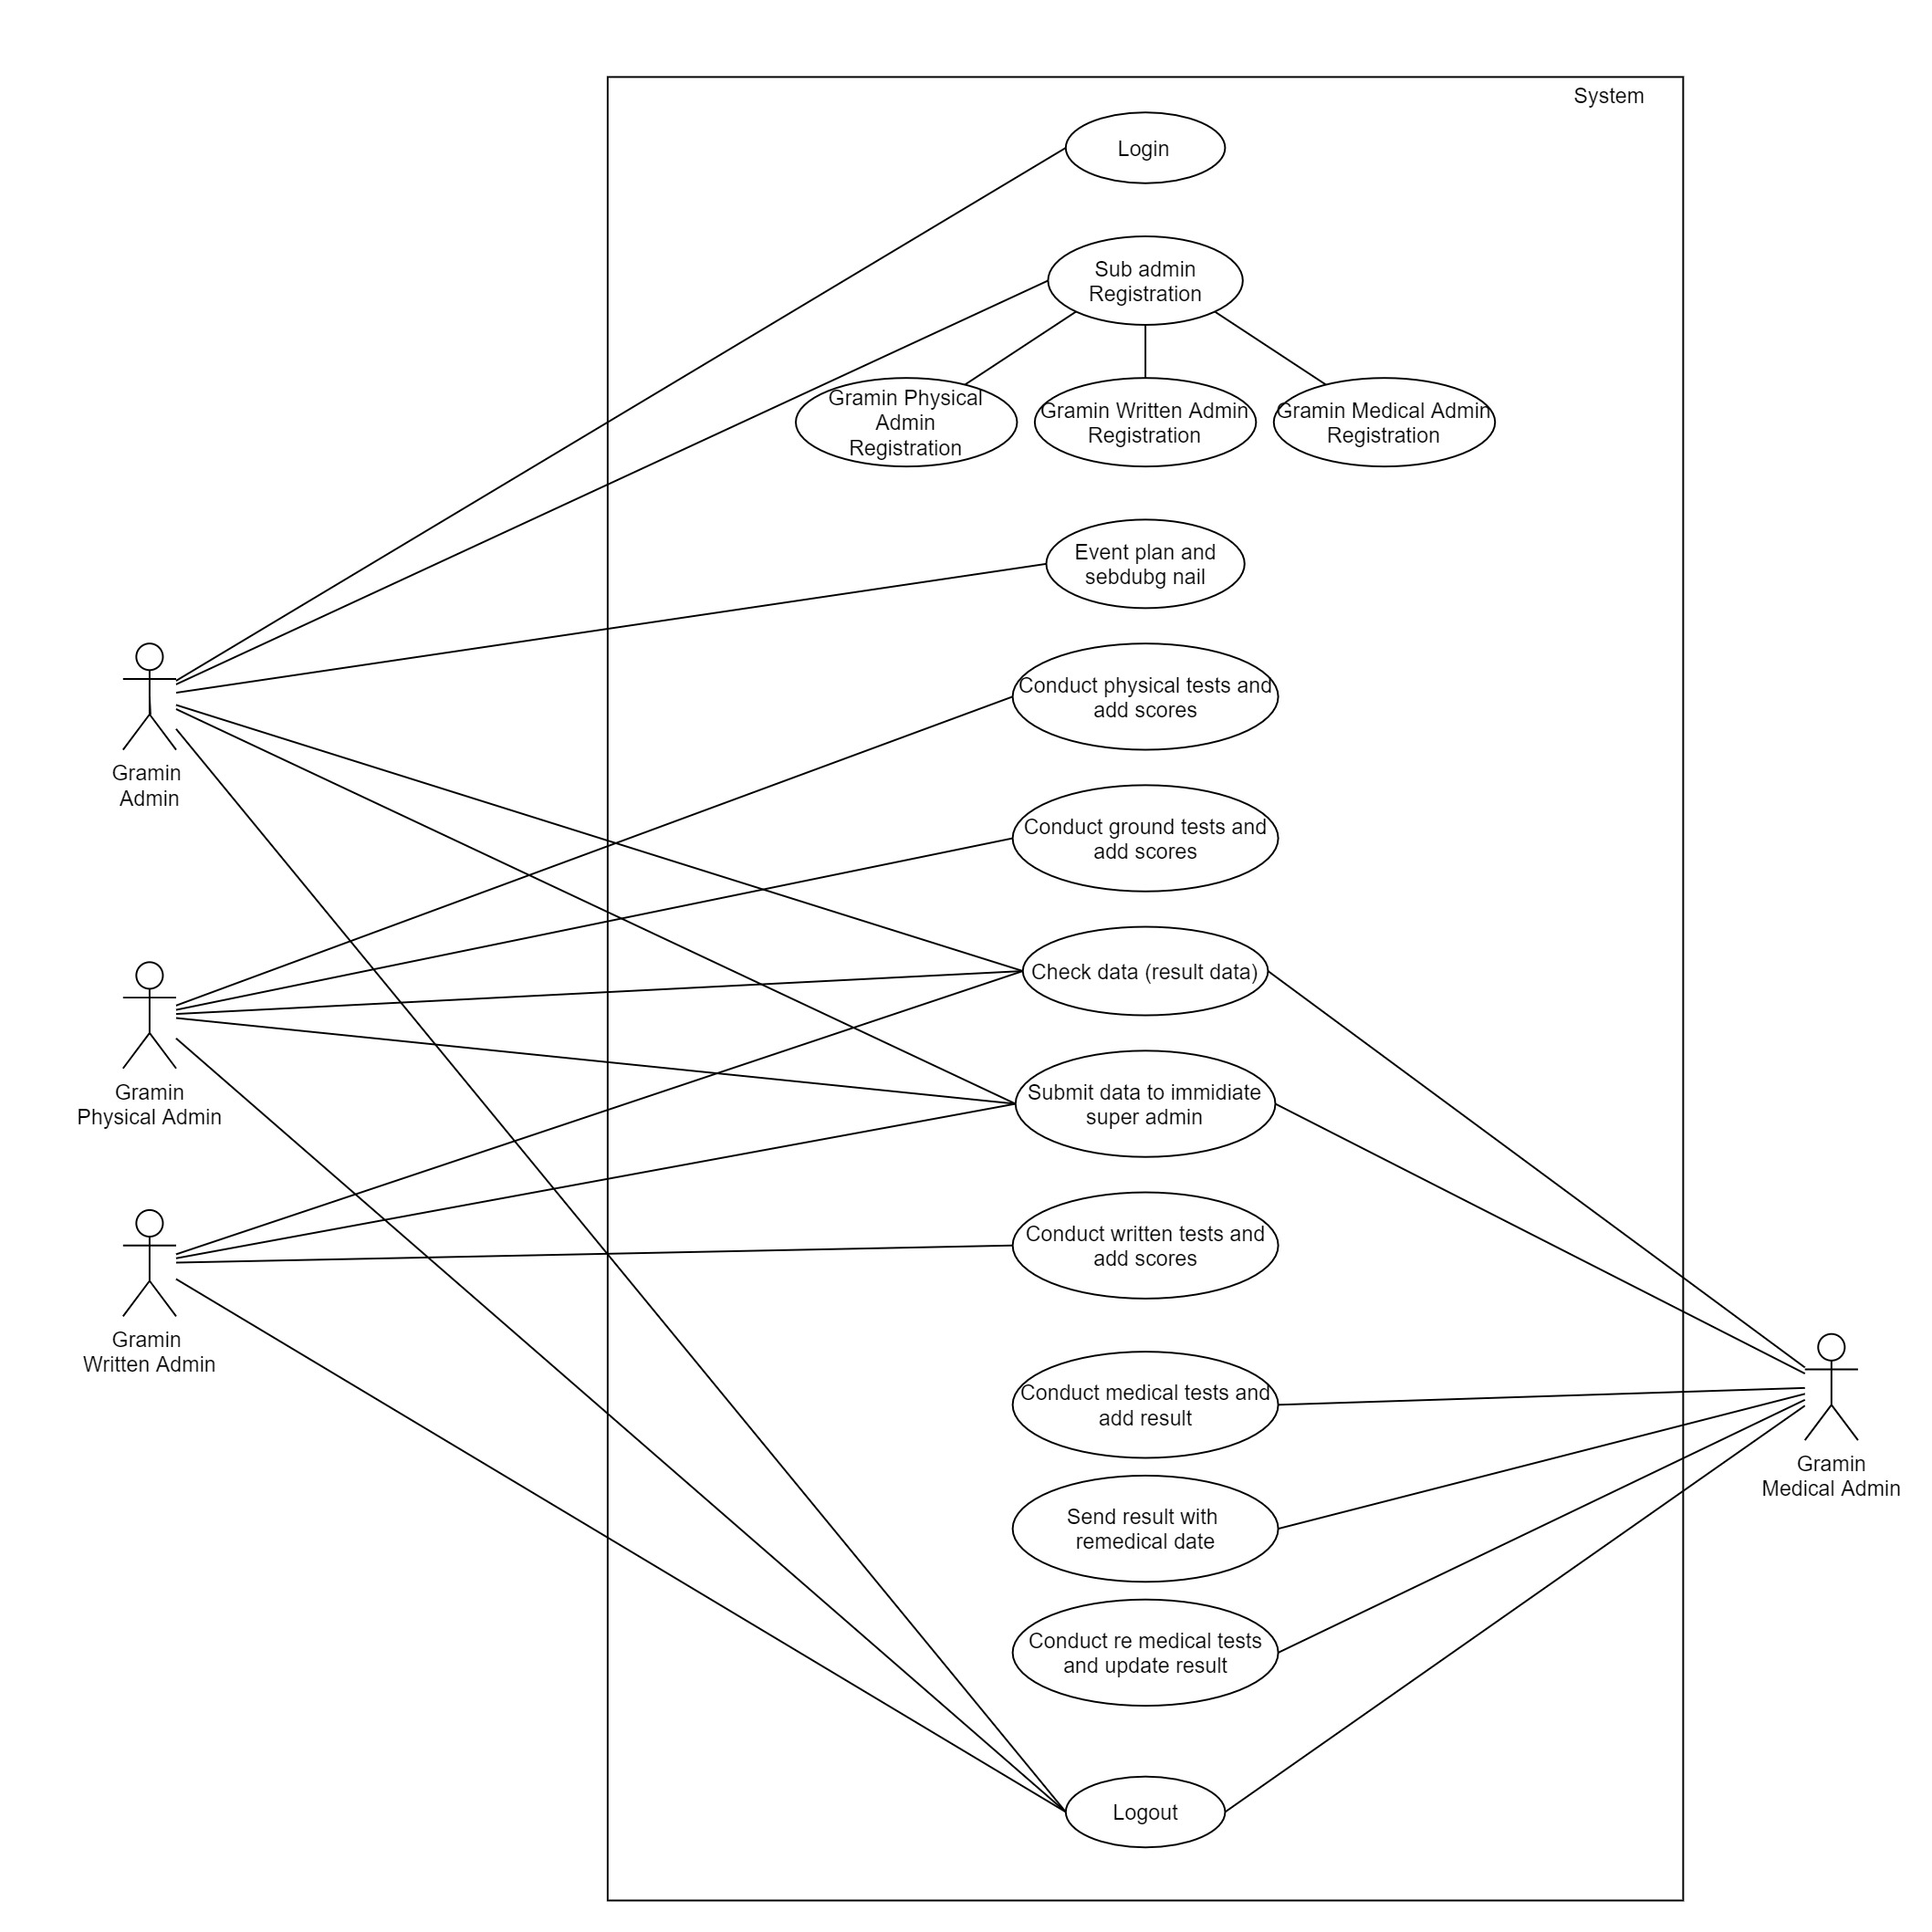 System
Login
Sub admin
Registration
Gramin Physical
Admin
Registration
Gramin Written Admin
Registration
Gramin Medical Admin
Registration
Event plan and
sebdubg nail
Conduct physical tests and
add scores
Gramin
Admin
Conduct ground tests and
add scores
Check data (result data)
Gramin
Physical Admin
Submit data to immidiate
super admin
Conduct written tests and
add scores
Gramin
Written Admin
Conduct medical tests and
add result
Gramin
Medical Admin
Send result with
remedical date
Conduct re medical tests
and update result
Logout